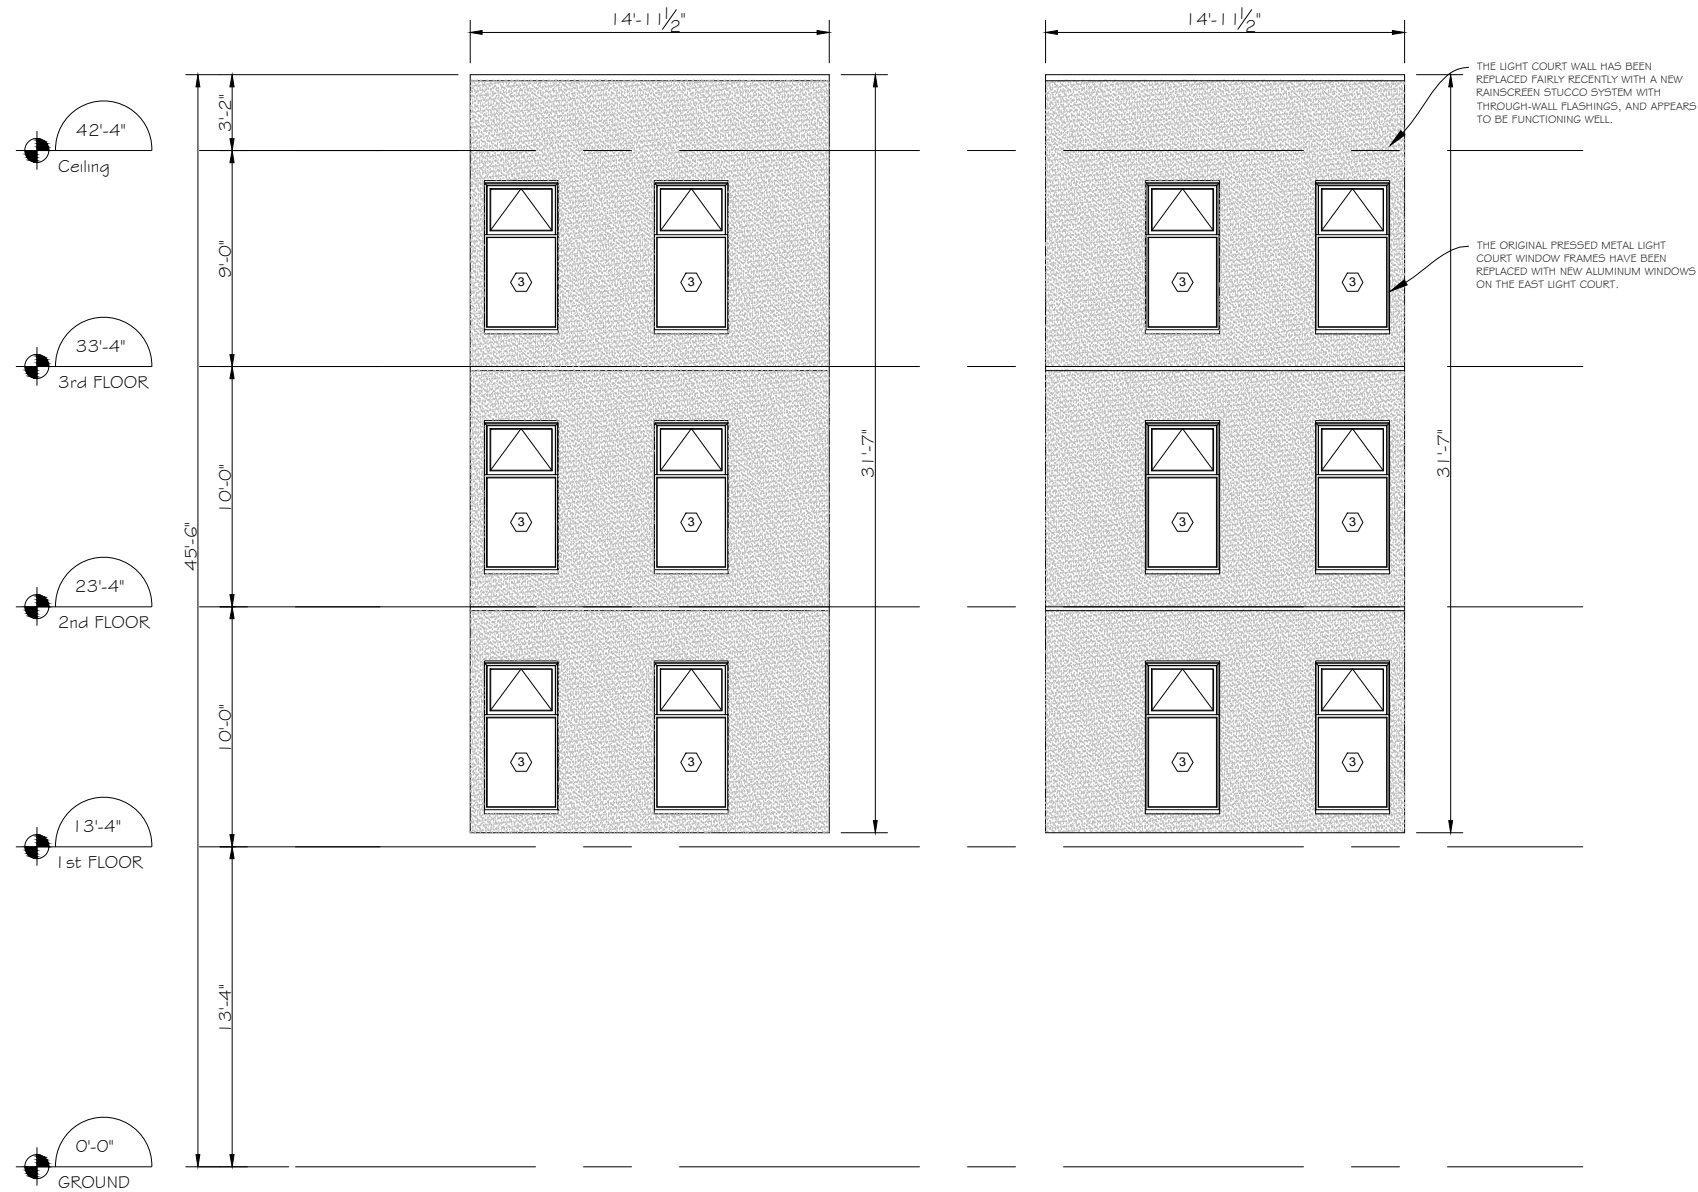 14'-11½" 14'-11½"
THE LIGHT COURT WALL HAS BEEN
REPLACED FAIRLY RECENTLY WITH A NEW
RAINSCREEN STUCCO SYSTEM WITH
THROUGH-WALL FLASHINGS, AND APPEARS
TO BE FUNCTIONING WELL.
3'-2"
42'-4"
Ceiling
3 3 3 3
THE ORIGINAL PRESSED METAL LIGHT
COURT WINDOW FRAMES HAVE BEEN
REPLACED WITH NEW ALUMINUM WINDOWS
ON THE EAST LIGHT COURT.
9'-0"
33'-4"
3rd FLOOR
31'-7" 31'-7"
10'-0"
3 3 3 3
45'-6"
23'-4"
2nd FLOOR
10'-0"
3 3 3 3
13'-4"
1st FLOOR
13'-4"
0'-0"
GROUND